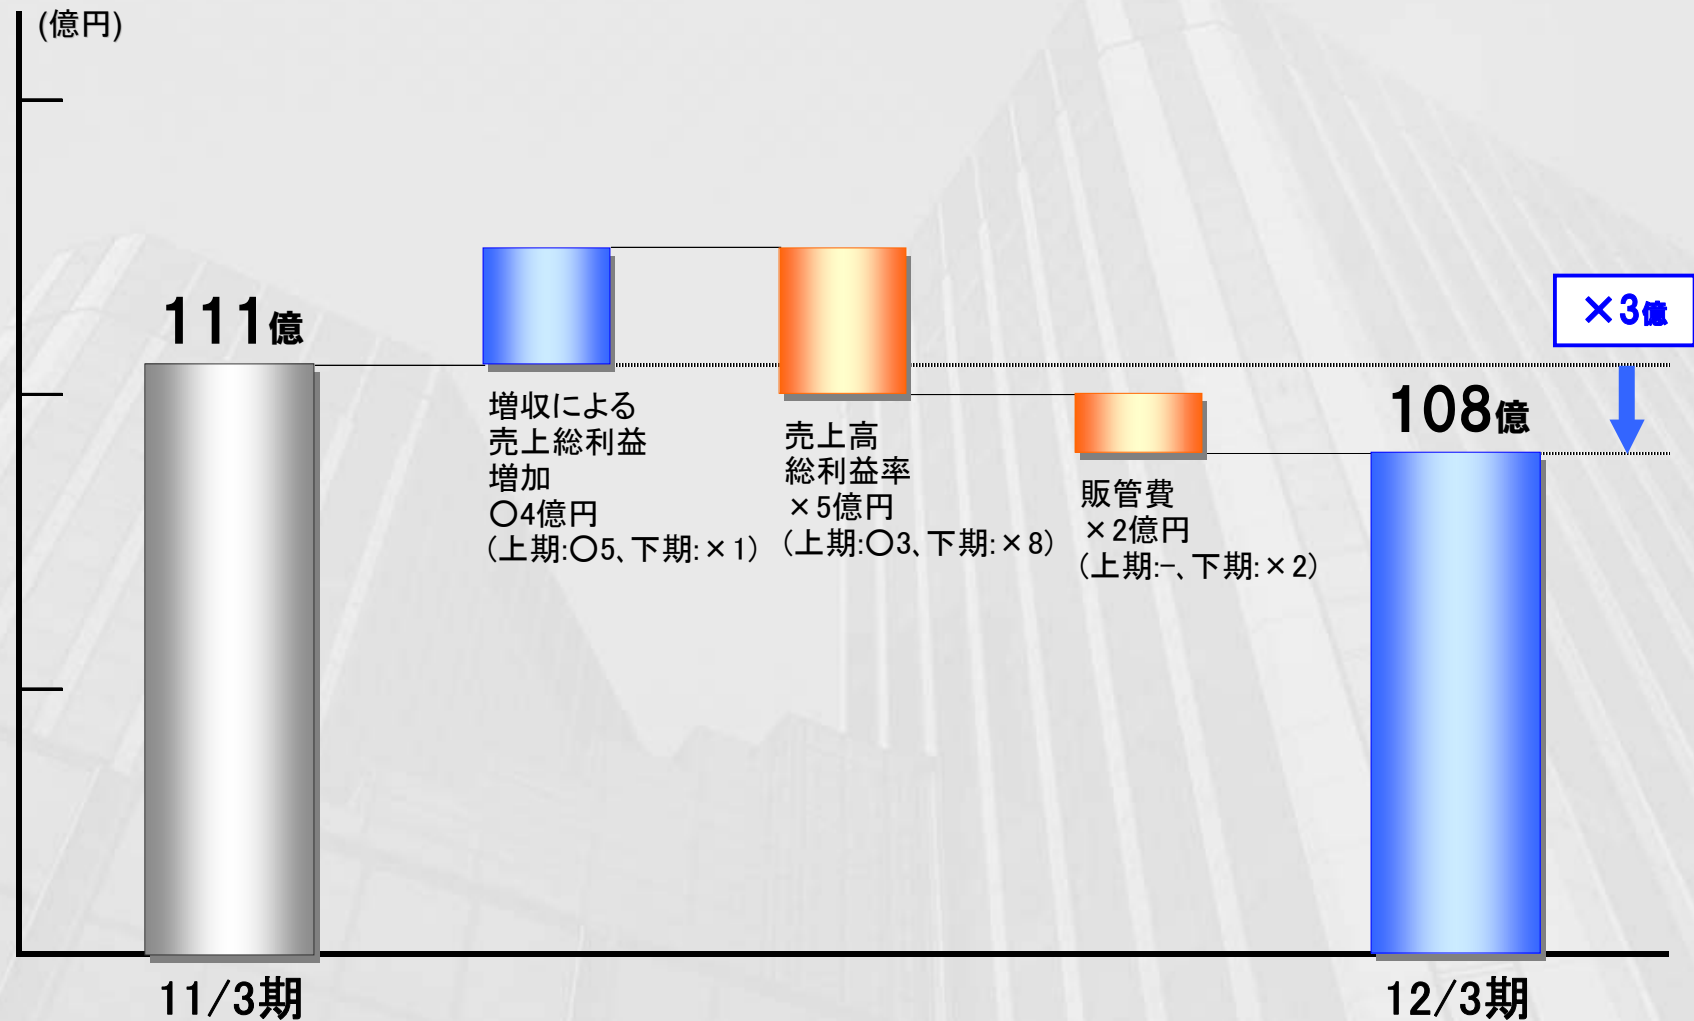 (億円)
111億
×3億
108億
増収による
売上総利益
増加
○4億円
(上期:○5、下期:×1)
売上高
総利益率
×5億円
(上期:○3、下期:×8)
販管費
×2億円
(上期:-、下期:×2)
11/3期
12/3期